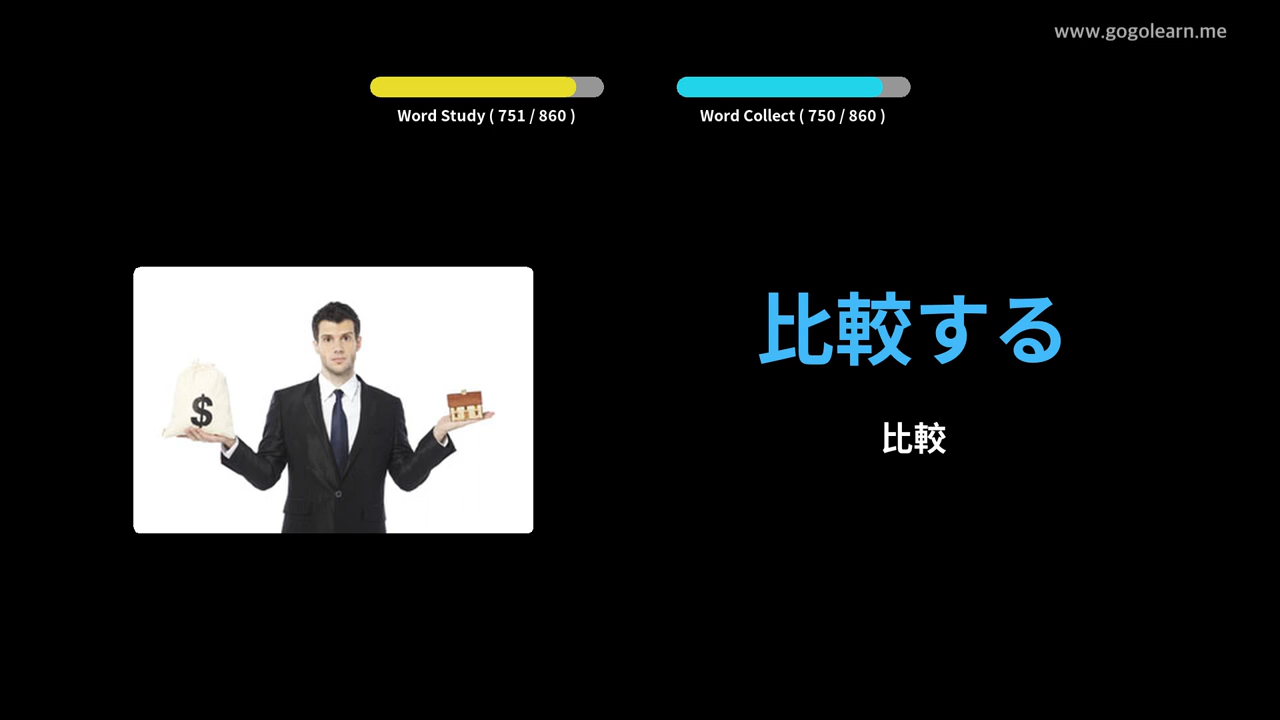 www.gogolearn.me
Word Study ( 751 / 860 )
Word Collect ( 750 / 860 )
$
比較する
比較